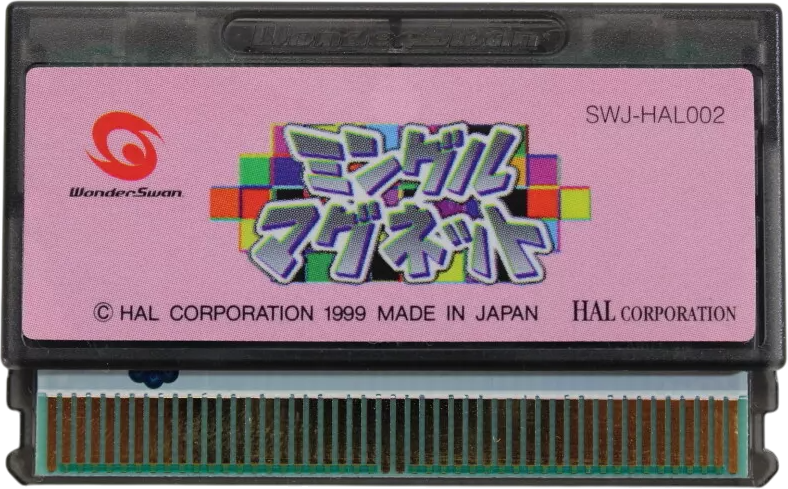 WonderSwan
SWJ-HAL002
WonderSwan
ミングル
マグネット
© HAL CORPORATION 1999 MADE IN JAPAN
HAL CORPORATION